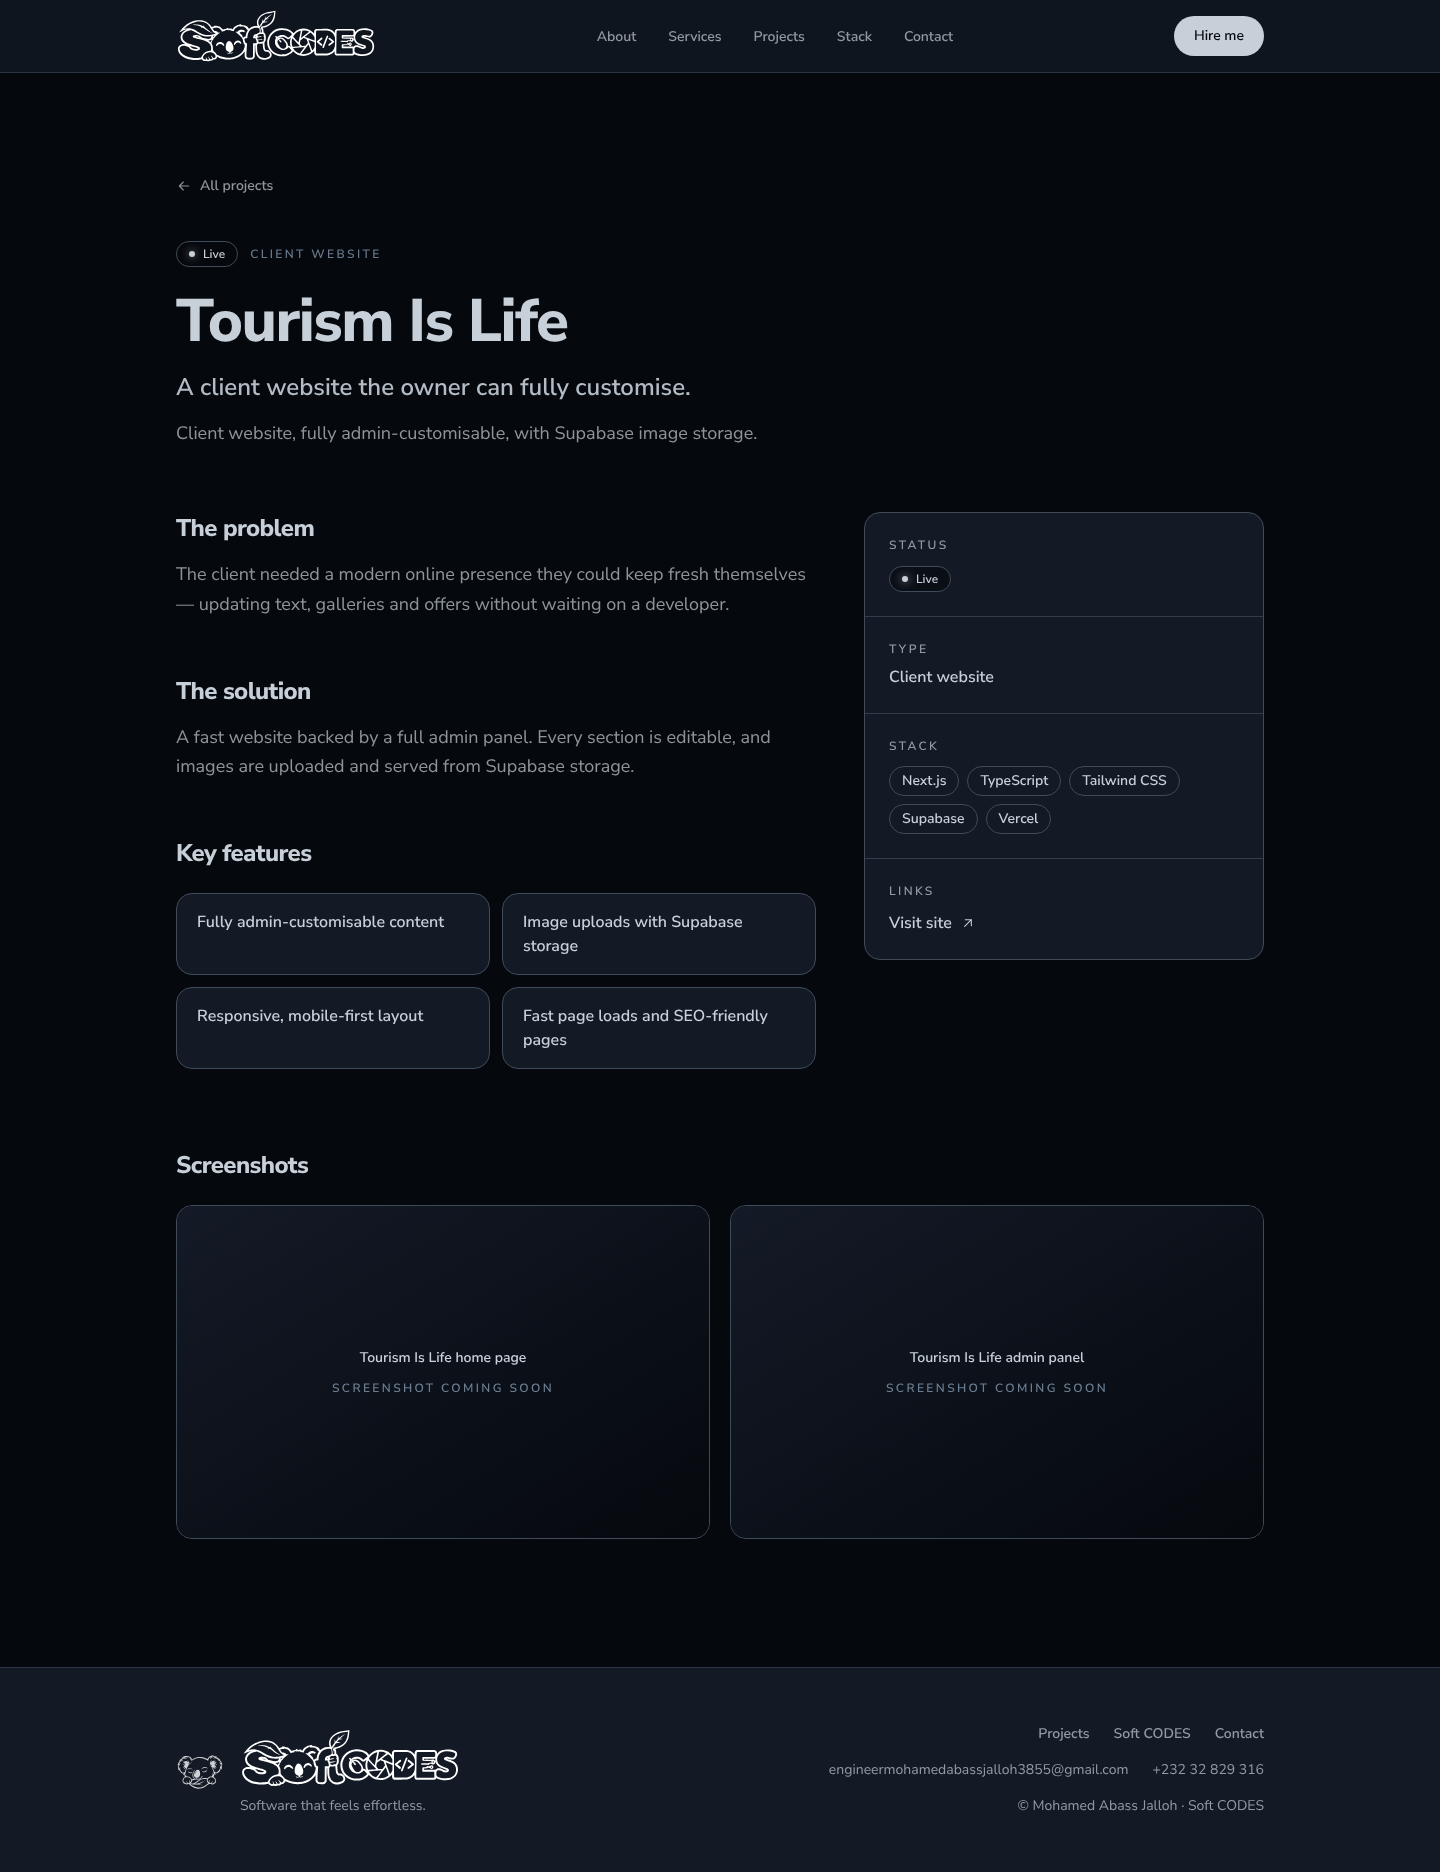 Soft CODES
About
Services
Projects
Stack
Contact
Hire me
← All projects
Live
CLIENT WEBSITE
Tourism Is Life
A client website the owner can fully customise.
Client website, fully admin-customisable, with Supabase image storage.
The problem
The client needed a modern online presence they could keep fresh themselves
— updating text, galleries and offers without waiting on a developer.
The solution
A fast website backed by a full admin panel. Every section is editable, and
images are uploaded and served from Supabase storage.
Key features
Fully admin-customisable content
Image uploads with Supabase
storage
Responsive, mobile-first layout
Fast page loads and SEO-friendly
pages
STATUS
Live
TYPE
Client website
STACK
Next.js
TypeScript
Tailwind CSS
Supabase
Vercel
LINKS
Visit site ↗
Screenshots
Tourism Is Life home page
SCREENSHOT COMING SOON
Tourism Is Life admin panel
SCREENSHOT COMING SOON
Soft CODES
Software that feels effortless.
Projects
Soft CODES
Contact
engineermohamedabassjalloh3855@gmail.com
+232 32 829 316
© Mohamed Abass Jalloh · Soft CODES